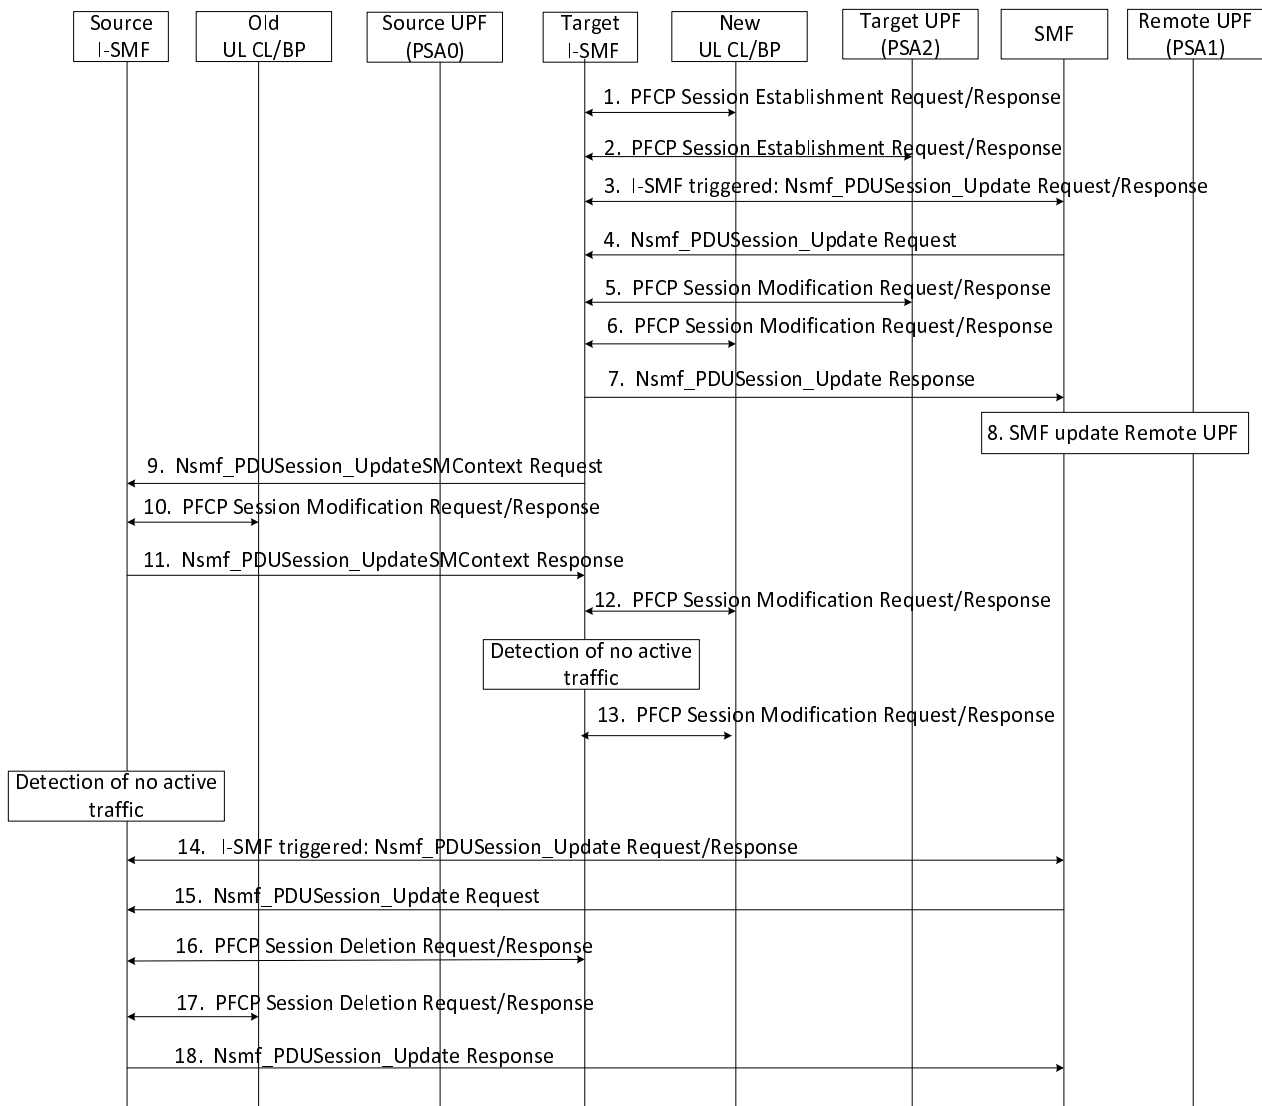 Source
I-SMF
Old
UL CL/BP
Source UPF
(PSA0)
Target
I-SMF
New
UL CL/BP
Target UPF
(PSA2)
SMF
Remote UPF
(PSA1)
1. PFCP Session Establishment Request/Response
2. PFCP Session Establishment Request/Response
3. I-SMF triggered: Nsmf_PDUSession_Update Request/Response
4. Nsmf_PDUSession_Update Request
5. PFCP Session Modification Request/Response
6. PFCP Session Modification Request/Response
7. Nsmf_PDUSession_Update Response
8. SMF update Remote UPF
9. Nsmf_PDUSession_UpdateSMContext Request
10. PFCP Session Modification Request/Response
11. Nsmf_PDUSession_UpdateSMContext Response
12. PFCP Session Modification Request/Response
Detection of no active
traffic
13. PFCP Session Modification Request/Response
Detection of no active
traffic
14. I-SMF triggered: Nsmf_PDUSession_Update Request/Response
15. Nsmf_PDUSession_Update Request
16. PFCP Session Deletion Request/Response
17. PFCP Session Deletion Request/Response
18. Nsmf_PDUSession_Update Response